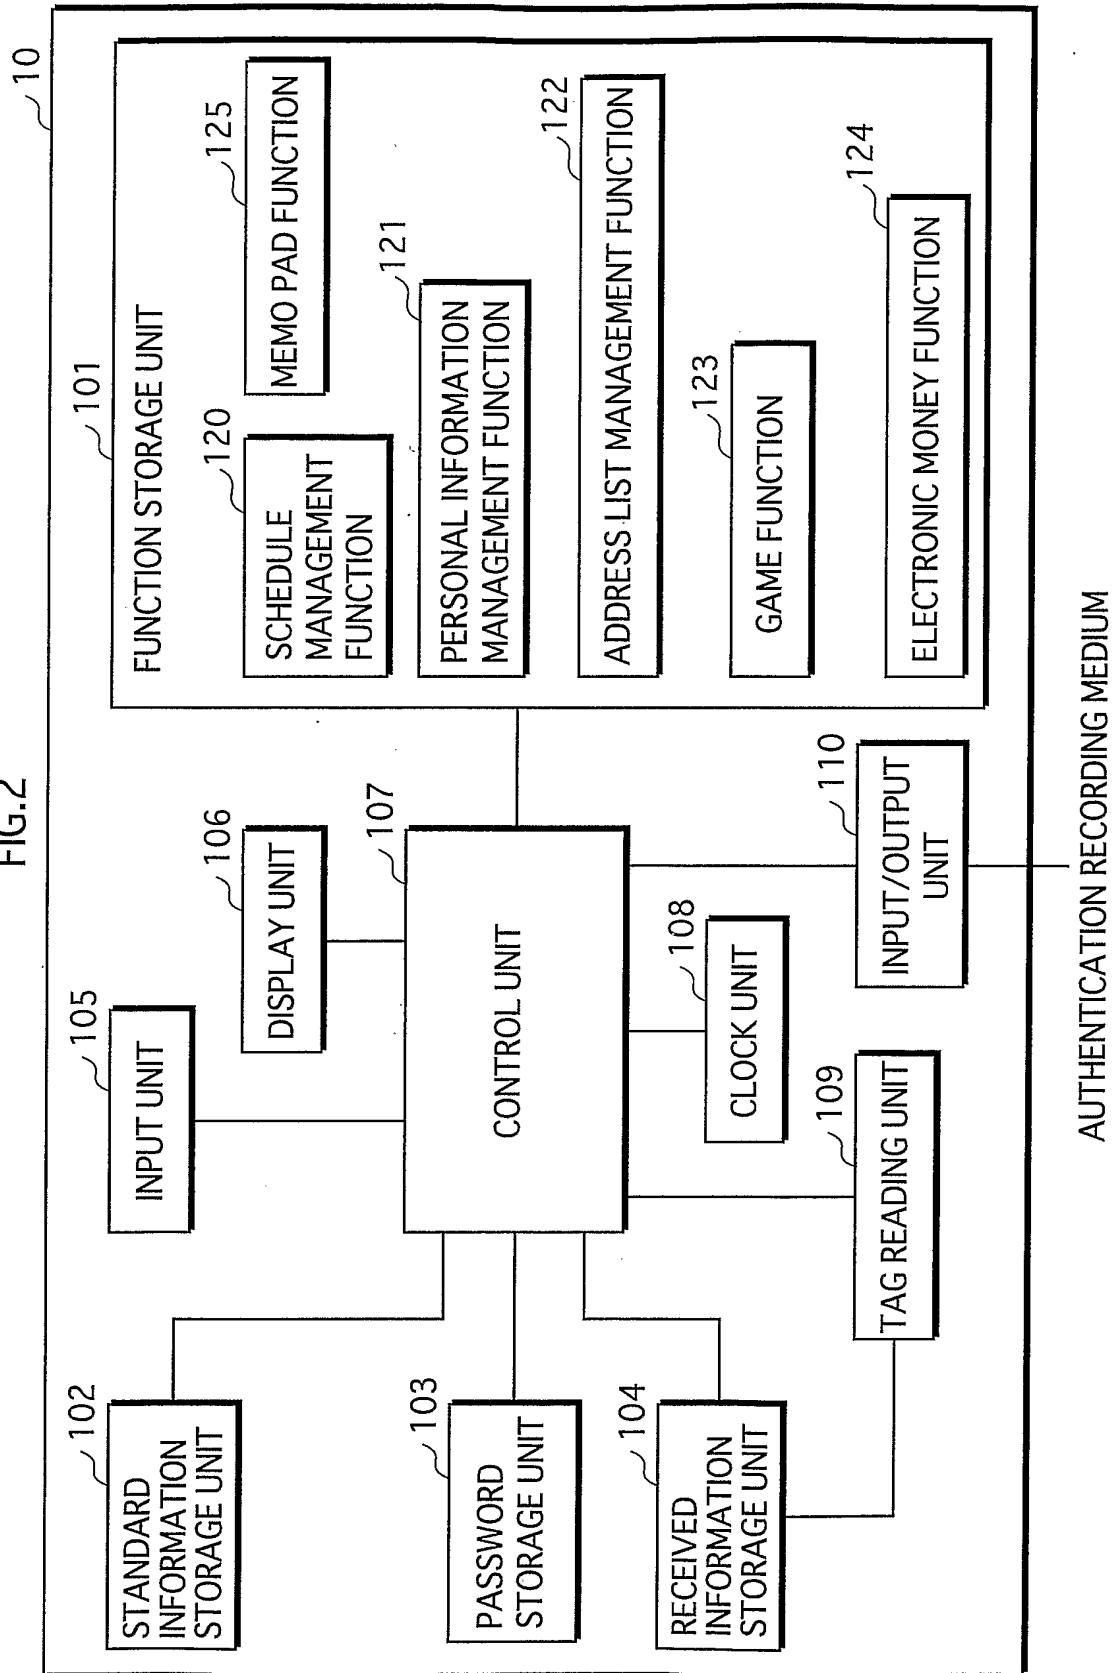 FIG.2
10
101
FUNCTION STORAGE UNIT
120
SCHEDULE
MANAGEMENT
FUNCTION
125
MEMO PAD FUNCTION
121
PERSONAL INFORMATION
MANAGEMENT FUNCTION
122
ADDRESS LIST MANAGEMENT FUNCTION
123
GAME FUNCTION
124
ELECTRONIC MONEY FUNCTION
102
STANDARD
INFORMATION
STORAGE UNIT
103
PASSWORD
STORAGE UNIT
104
RECEIVED
INFORMATION
STORAGE UNIT
105
INPUT UNIT
106
DISPLAY UNIT
107
CONTROL UNIT
108
CLOCK UNIT
109
TAG READING UNIT
110
INPUT/OUTPUT
UNIT
AUTHENTICATION RECORDING MEDIUM